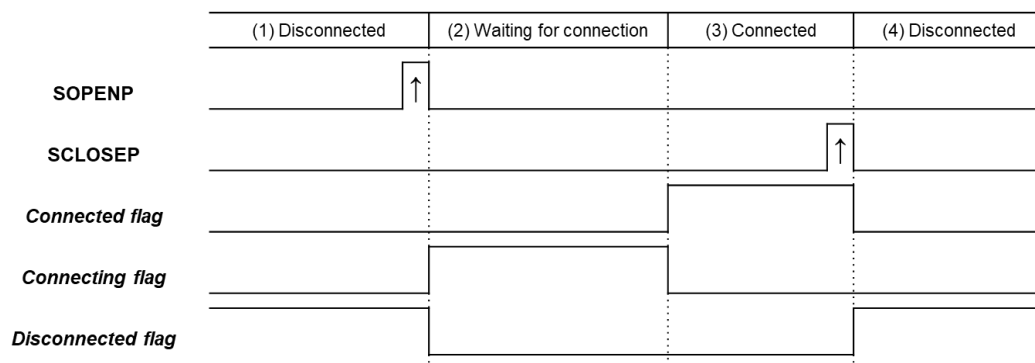 (1) Disconnected (2) Waiting for connection (3) Connected (4) Disconnected
SOPENP ↑
SCLOSEP ↑
Connected flag
Connecting flag
Disconnected flag